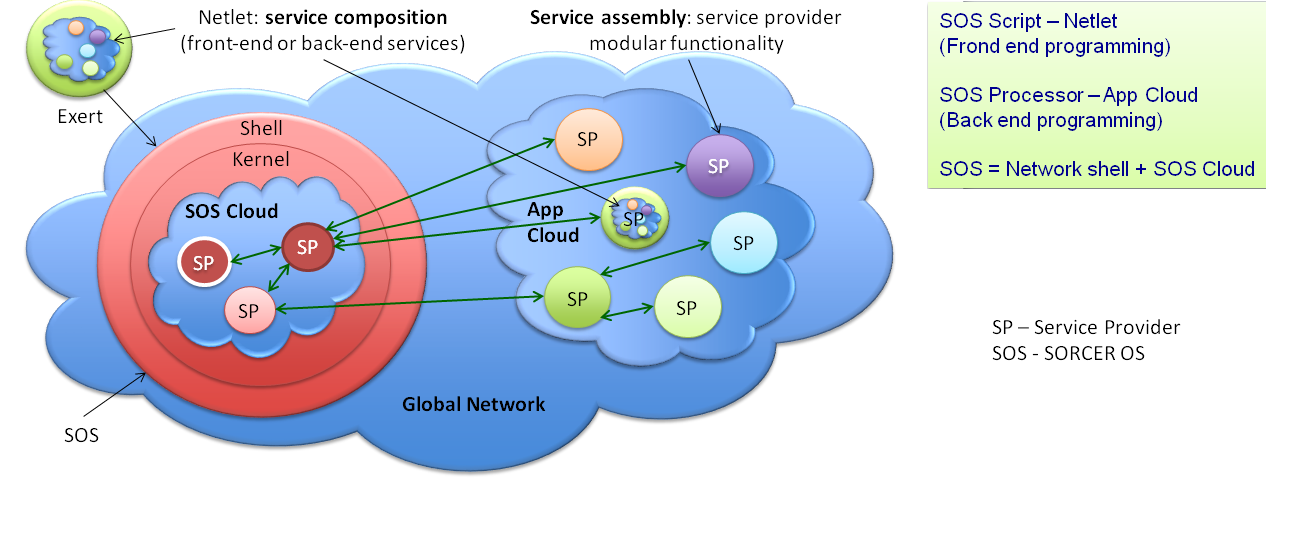 Netlet: service composition
(front-end or back-end services)
Service assembly: service provider
modular functionality
SOS Script – Netlet
(Frond end programming)
SOS Processor – App Cloud
(Back end programming)
SOS = Network shell + SOS Cloud
Exert
Shell
Kernel
SOS Cloud
SP
SP
SP
App
Cloud
SP
SP
SP
SP
SP
SP
Global Network
SOS
SP – Service Provider
SOS - SORCER OS